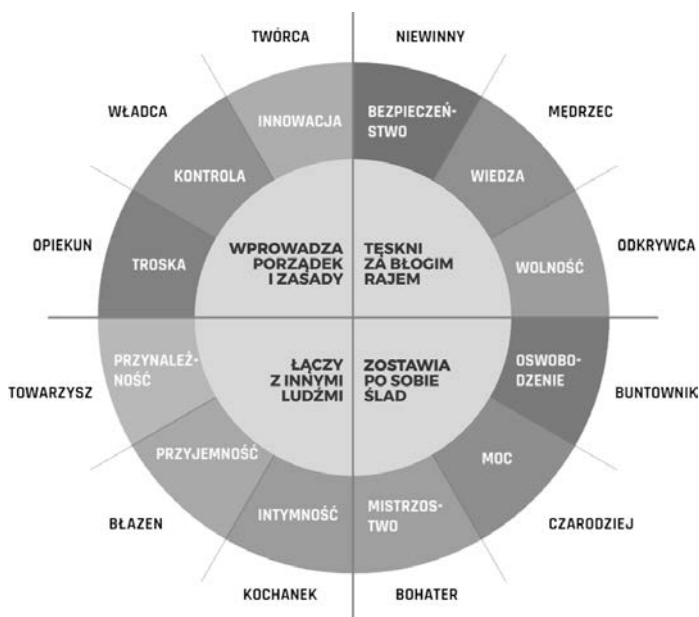 TWÓRCA
NIEWINNY
WŁADCA
MĘDRZEC
INNOWACJA
BEZPIECZEŃ-
STWO
KONTROLA
WIEDZA
OPIEKUN
ODKRYWCA
TROSKA
WPROWADZA
PORZĄDEK
I ZASADY
TĘSKNI
ZA BŁOGIM
RAJEM
WOLNOŚĆ
TOWARZYSZ
PRZYNALEŻ-
NOŚĆ
ŁĄCZY
Z INNYMI
LUDŹMI
ZOSTAWIA
PO SOBIE
ŚLAD
OSWOBO-
DZENIE
BUNTOWNIK
PRZYJEMNOŚĆ
MOC
INTYMNOŚĆ
MISTRZOS-
TWO
BŁAZEN
CZARODZIEJ
KOCHANEK
BOHATER